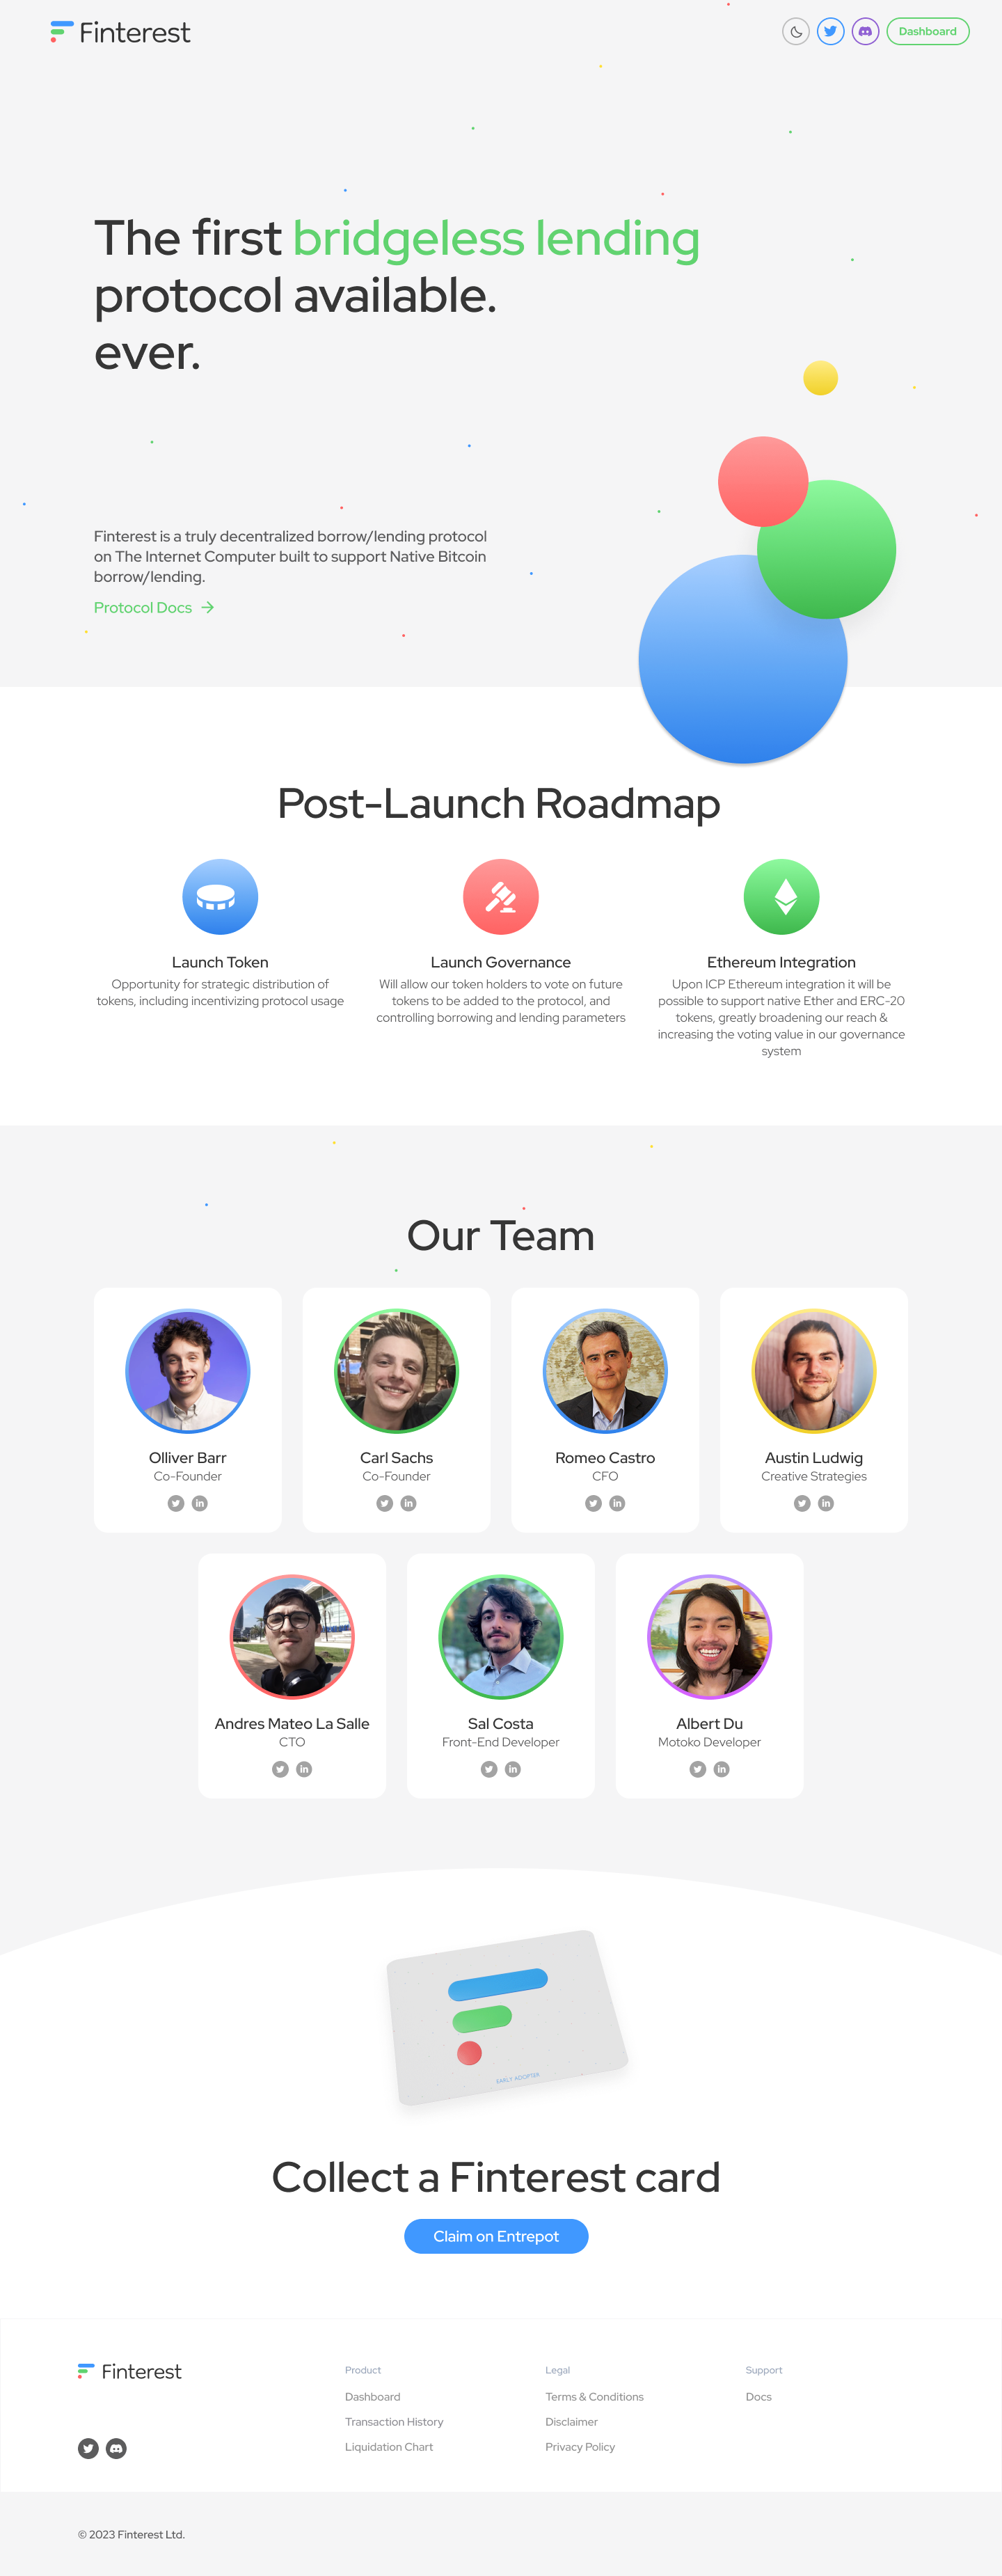 Finterest
Dashboard
The first bridgeless lending
protocol available.
ever.
Finterest is a truly decentralized borrow/lending protocol
on The Internet Computer built to support Native Bitcoin
borrow/lending.
Protocol Docs →
Post-Launch Roadmap
Launch Token
Opportunity for strategic distribution of
tokens, including incentivizing protocol usage
Launch Governance
Will allow our token holders to vote on future
tokens to be added to the protocol, and
controlling borrowing and lending parameters
Ethereum Integration
Upon ICP Ethereum integration it will be
possible to support native Ether and ERC-20
tokens, greatly broadening our reach &
increasing the voting value in our governance
system
Our Team
Olliver Barr
Co-Founder
Carl Sachs
Co-Founder
Romeo Castro
CFO
Austin Ludwig
Creative Strategies
Andres Mateo La Salle
CTO
Sal Costa
Front-End Developer
Albert Du
Motoko Developer
EARLY ADOPTER
Collect a Finterest card
Claim on Entrepot
Finterest
Product
Dashboard
Transaction History
Liquidation Chart
Legal
Terms & Conditions
Disclaimer
Privacy Policy
Support
Docs
© 2023 Finterest Ltd.